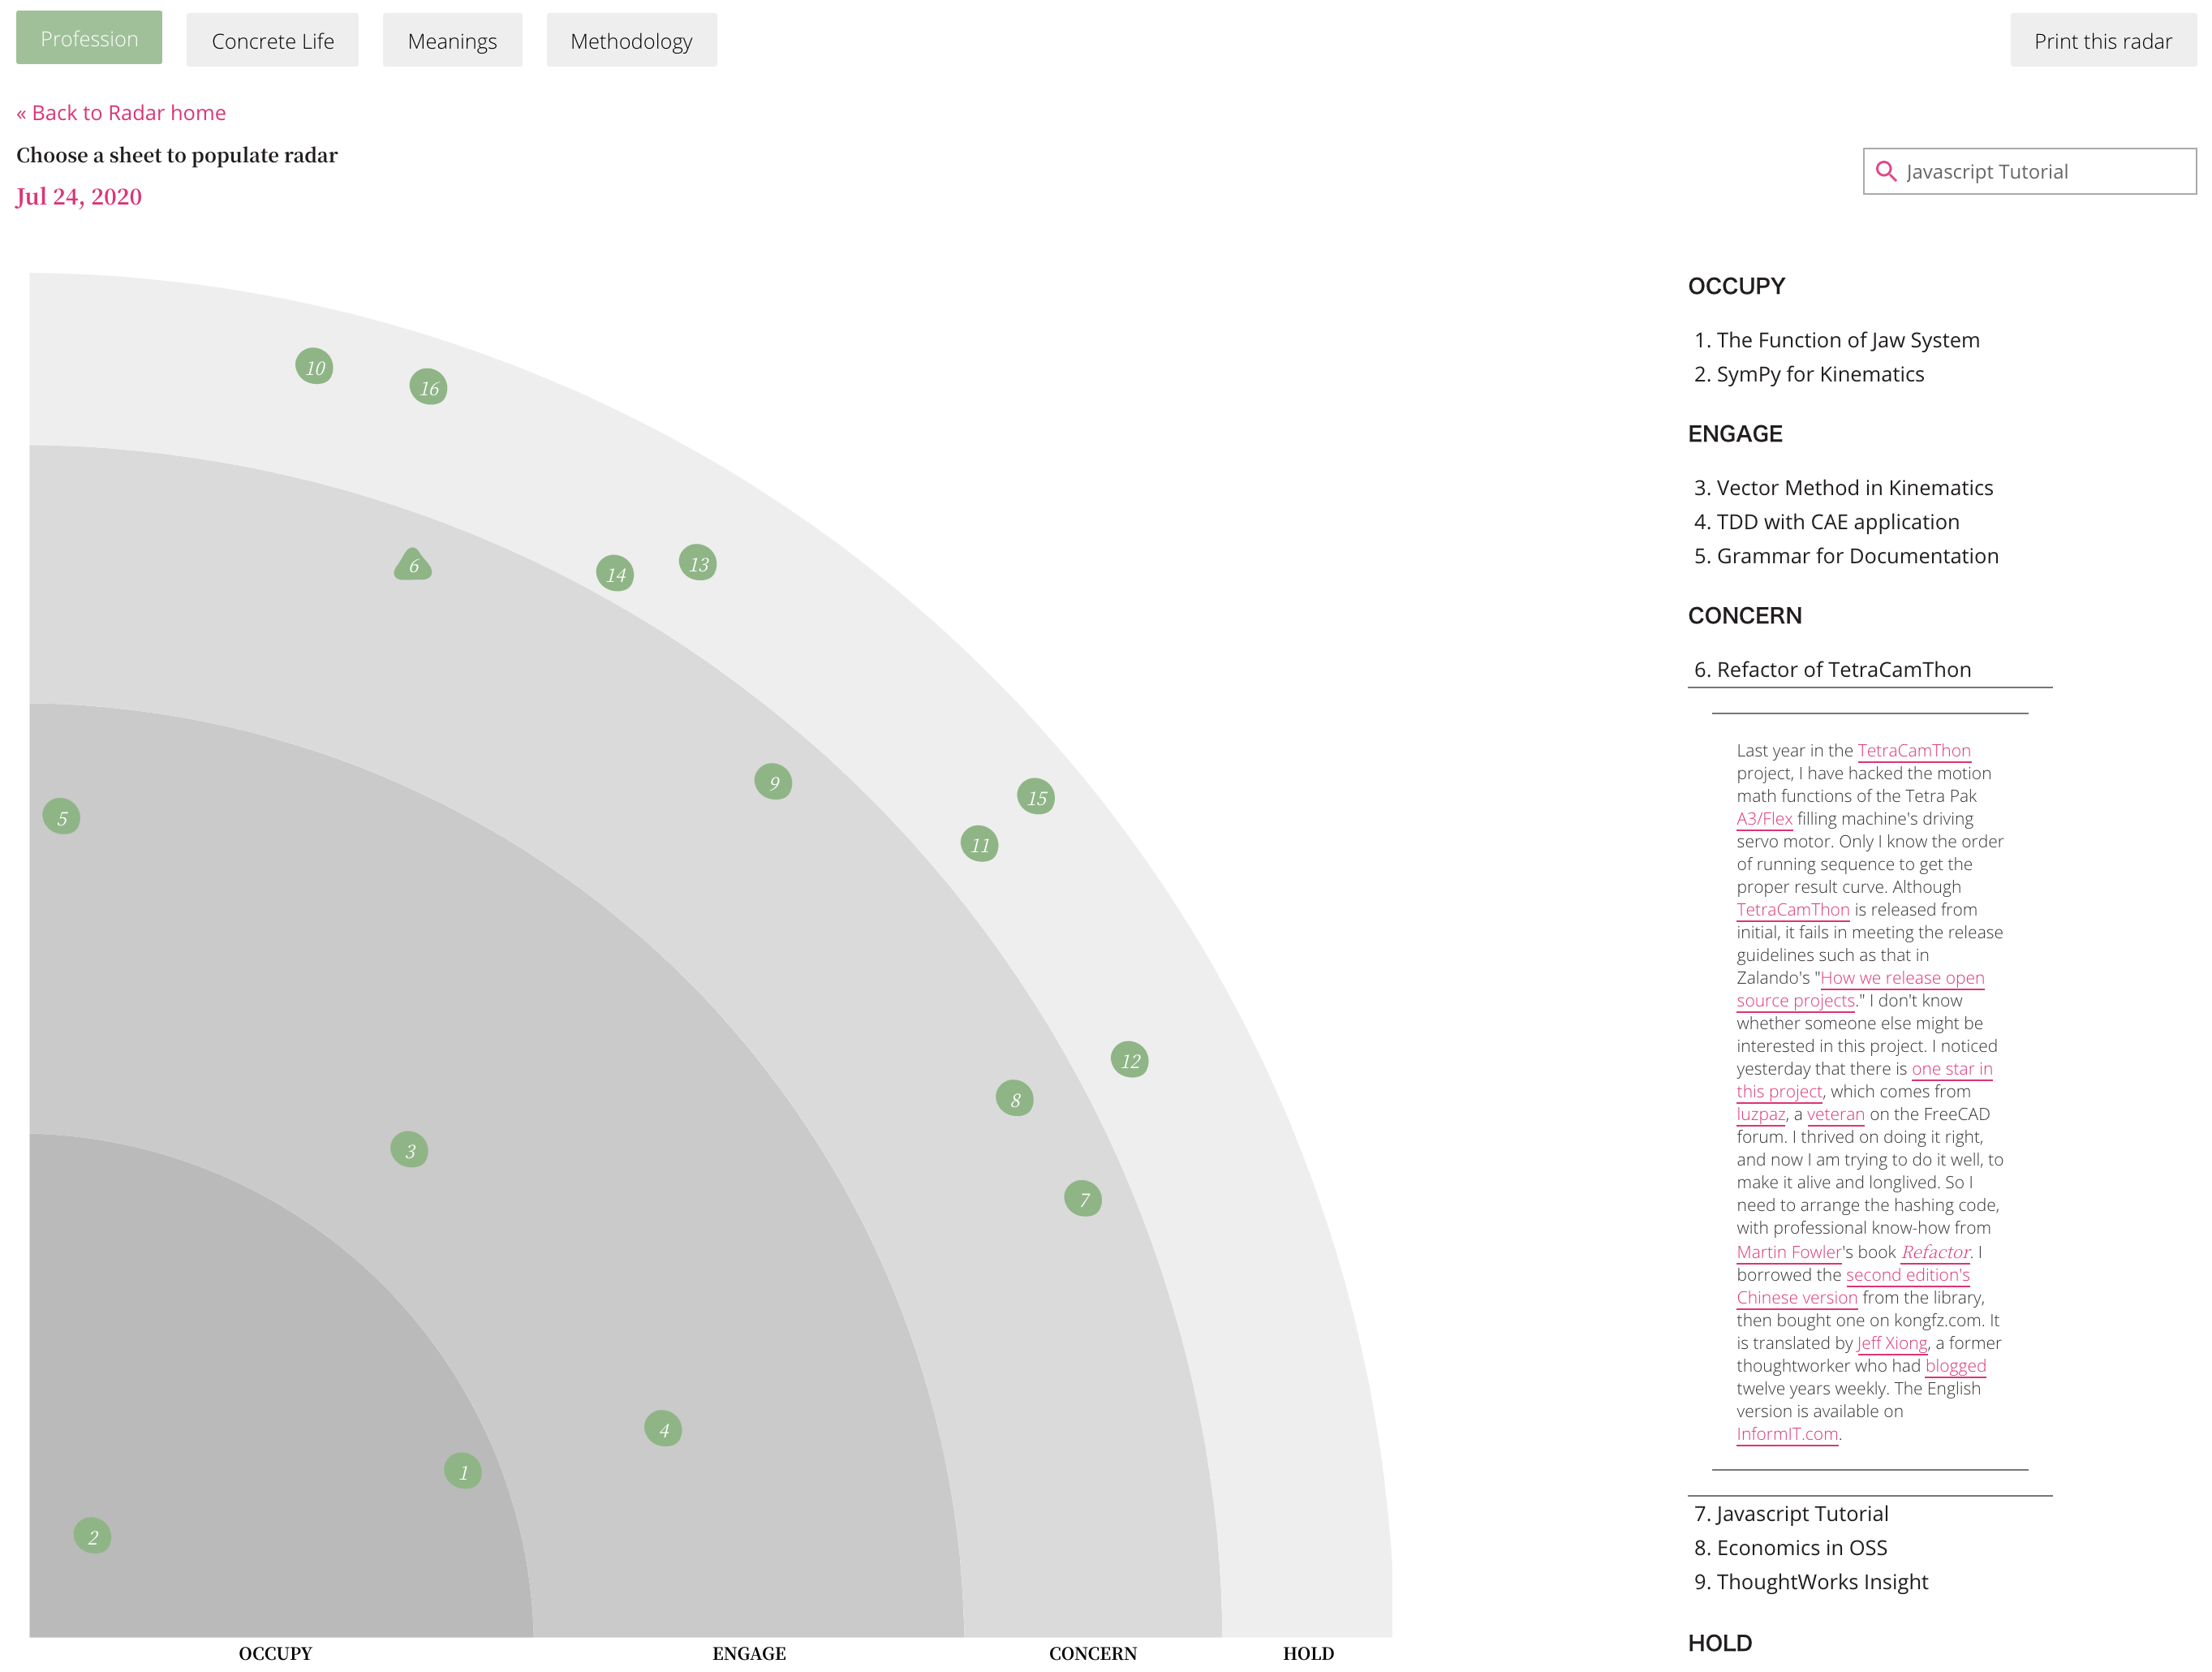 Profession
Concrete Life
Meanings
Methodology
Print this radar
« Back to Radar home
Choose a sheet to populate radar
Jul 24, 2020
Javascript Tutorial
10
16
6
14
13
9
5
15
11
12
8
3
7
4
1
2
OCCUPY
ENGAGE
CONCERN
HOLD
OCCUPY
1. The Function of Jaw System
2. SymPy for Kinematics
ENGAGE
3. Vector Method in Kinematics
4. TDD with CAE application
5. Grammar for Documentation
CONCERN
6. Refactor of TetraCamThon
Last year in the TetraCamThon
project, I have hacked the motion
math functions of the Tetra Pak
A3/Flex filling machine's driving
servo motor. Only I know the order
of running sequence to get the
proper result curve. Although
TetraCamThon is released from
initial, it fails in meeting the release
guidelines such as that in
Zalando's "How we release open
source projects." I don't know
whether someone else might be
interested in this project. I noticed
yesterday that there is one star in
this project, which comes from
luzpaz, a veteran on the FreeCAD
forum. I thrived on doing it right,
and now I am trying to do it well, to
make it alive and longlived. So I
need to arrange the hashing code,
with professional know-how from
Martin Fowler's book Refactor. I
borrowed the second edition's
Chinese version from the library,
then bought one on kongfz.com. It
is translated by Jeff Xiong, a former
thoughtworker who had blogged
twelve years weekly. The English
version is available on
InformIT.com.
7. Javascript Tutorial
8. Economics in OSS
9. ThoughtWorks Insight
HOLD